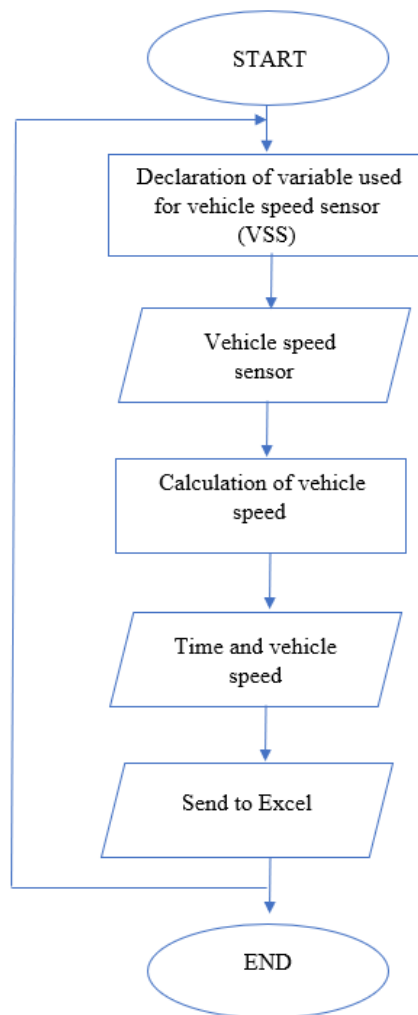 START
Declaration of variable used
for vehicle speed sensor
(VSS)
Vehicle speed
sensor
Calculation of vehicle
speed
Time and vehicle
speed
Send to Excel
END